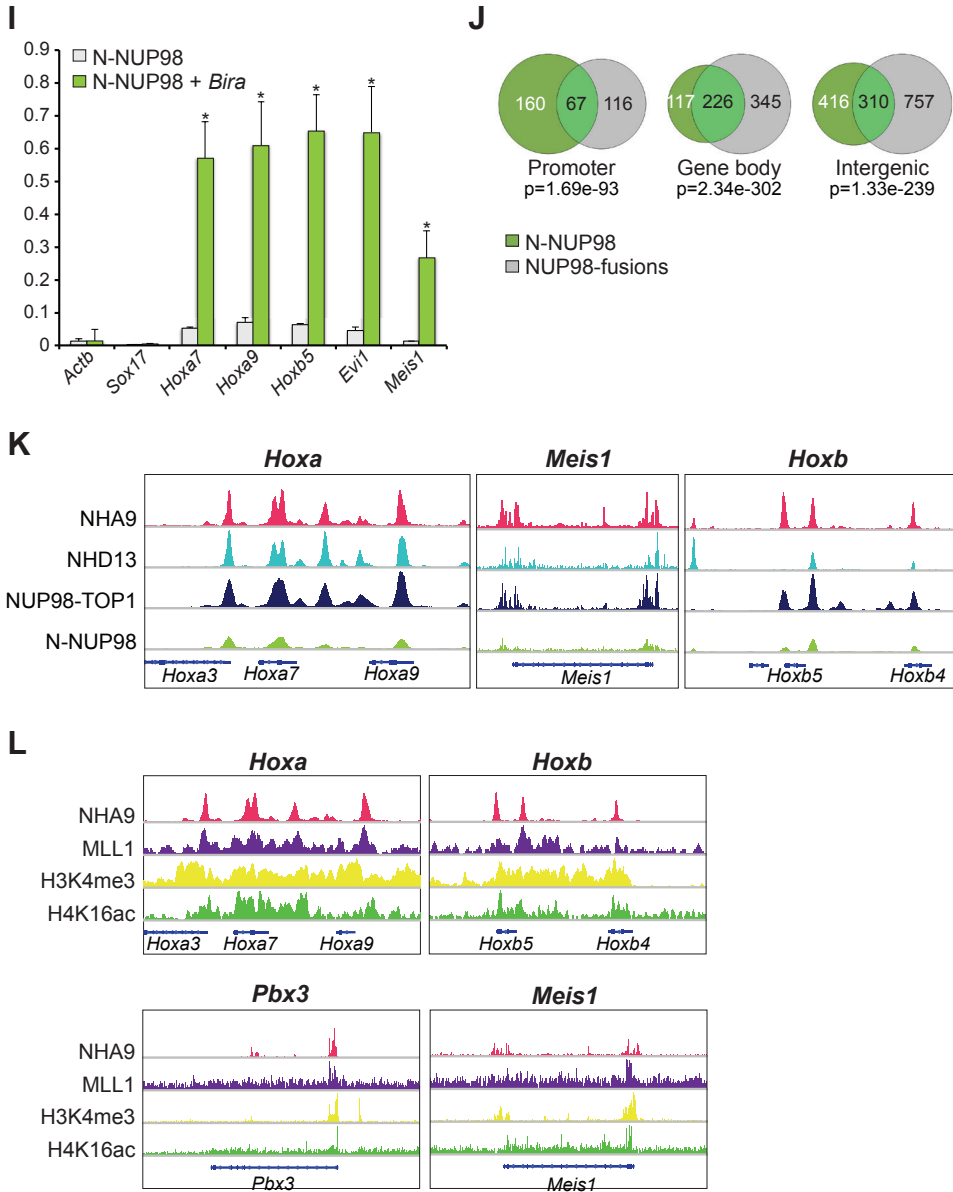 I
N-NUP98
N-NUP98 + Bira
0.9
0.8
0.7
0.6
0.5
0.4
0.3
0.2
0.1
0
* * * * *
Actb Sox17 Hoxa7 Hoxa9 Hoxb5 Evi1 Meis1
J
160 67 116
117 226 345
416 310 757
Promoter Gene body Intergenic
p=1.69e-93 p=2.34e-302 p=1.33e-239
N-NUP98
NUP98-fusions
K
Hoxa Meis1 Hoxb
NHA9
NHD13
NUP98-TOP1
N-NUP98
Hoxa3 Hoxa7 Hoxa9 Meis1 Hoxb5 Hoxb4
L
Hoxa Hoxb
NHA9
MLL1
H3K4me3
H4K16ac
Hoxa3 Hoxa7 Hoxa9 Hoxb5 Hoxb4
Pbx3 Meis1
NHA9
MLL1
H3K4me3
H4K16ac
Pbx3 Meis1